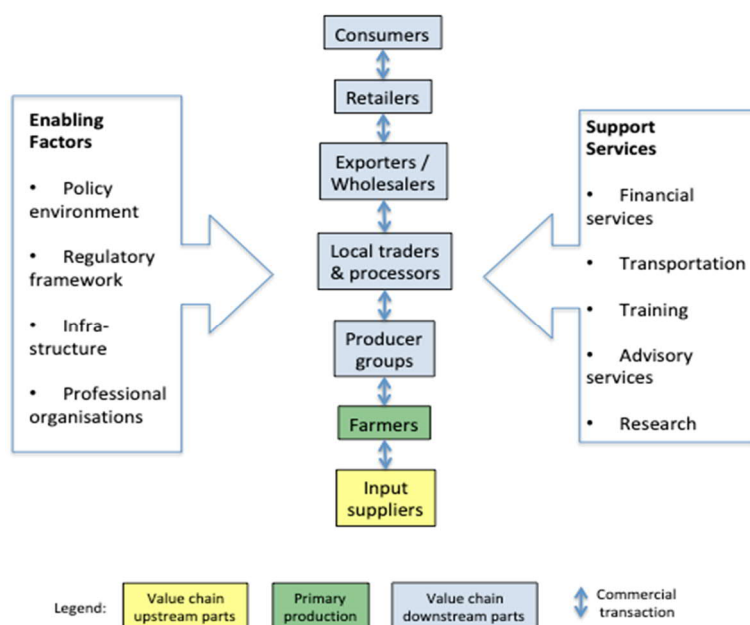 Consumers
Retailers
Exporters /
Wholesalers
Local traders
& processors
Producer
groups
Farmers
Input
suppliers
Enabling
Factors
• Policy
environment
• Regulatory
framework
• Infra-
structure
• Professional
organisations
Support
Services
• Financial
services
• Transportation
• Training
• Advisory
services
• Research
Legend:
Value chain
upstream parts
Primary
production
Value chain
downstream parts
Commercial
transaction